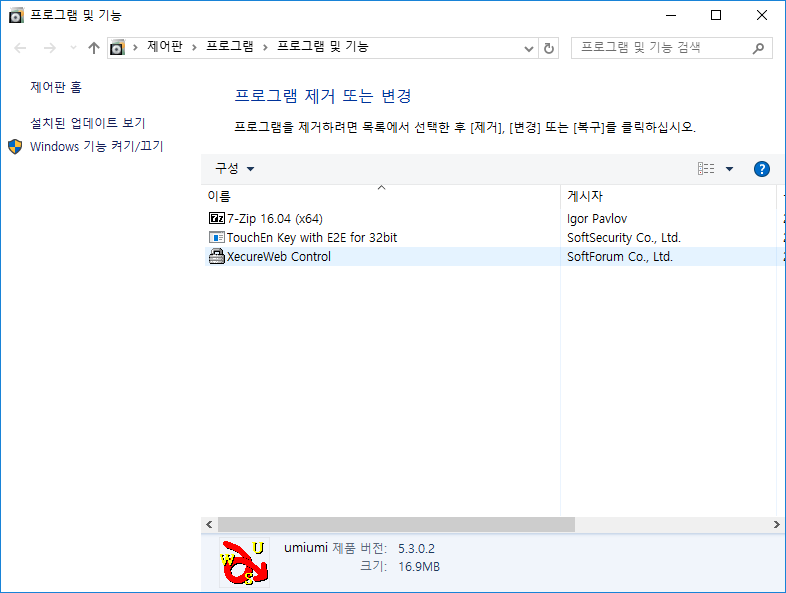 프로그램 및 기능
제어판 > 프로그램 > 프로그램 및 기능
프로그램 및 기능 검색
제어판 홈
설치된 업데이트 보기
Windows 기능 켜기/끄기
프로그램 제거 또는 변경
프로그램을 제거하려면 목록에서 선택한 후 [제거], [변경] 또는 [복구]를 클릭하십시오.
구성
이름 게시자
7-Zip 16.04 (x64) Igor Pavlov
TouchEn Key with E2E for 32bit SoftSecurity Co., Ltd.
XecureWeb Control SoftForum Co., Ltd.
W U S
umiumi 제품 버전: 5.3.0.2
크기: 16.9MB